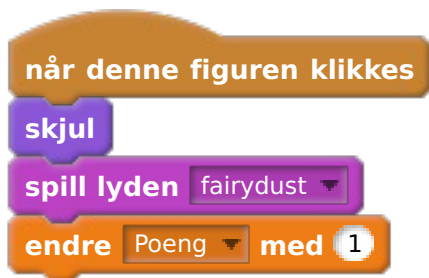 når denne figuren klikkes
skjul
spill lyden fairydust
endre Poeng med 1